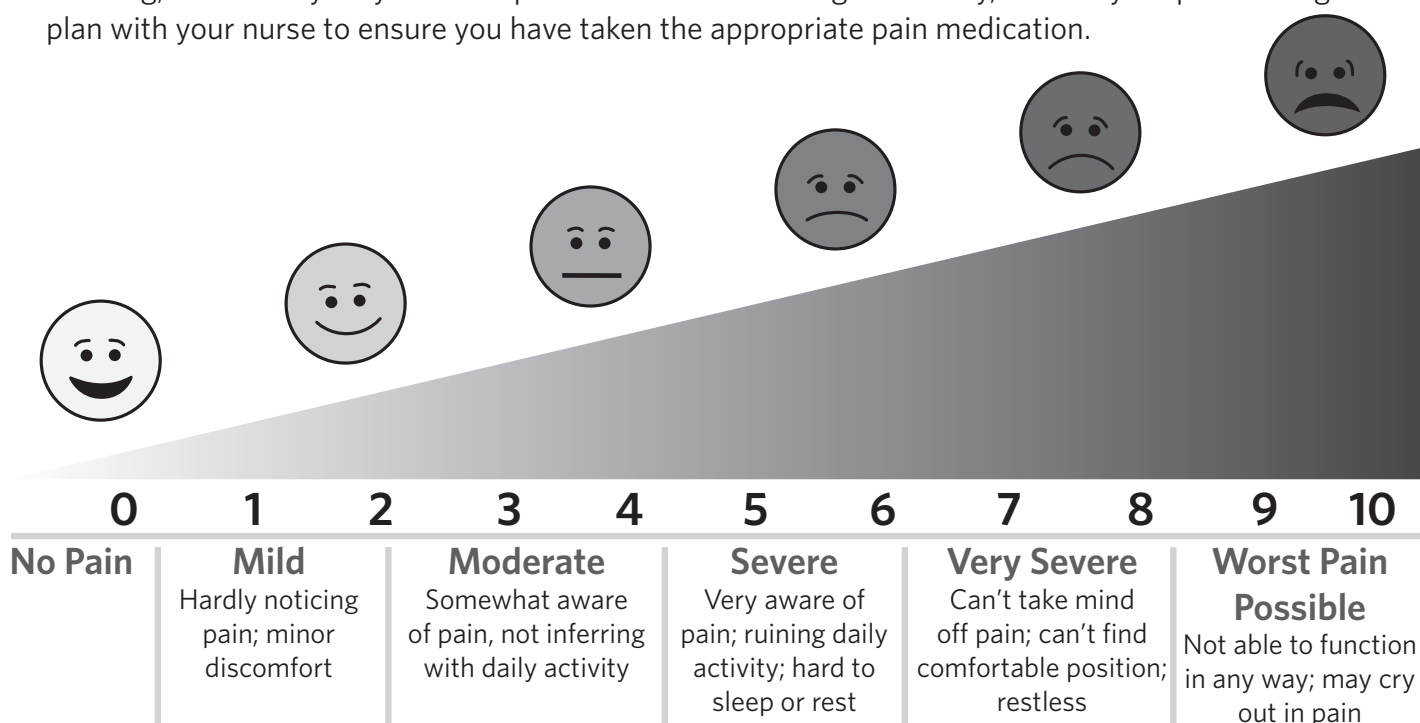 plan with your nurse to ensure you have taken the appropriate pain medication.
0 1 2 3 4 5 6 7 8 9 10
No Pain
Mild
Hardly noticing
pain; minor
discomfort
Moderate
Somewhat aware
of pain, not inferring
with daily activity
Severe
Very aware of
pain; ruining daily
activity; hard to
sleep or rest
Very Severe
Can’t take mind
off pain; can’t find
comfortable position;
restless
Worst Pain
Possible
Not able to function
in any way; may cry
out in pain